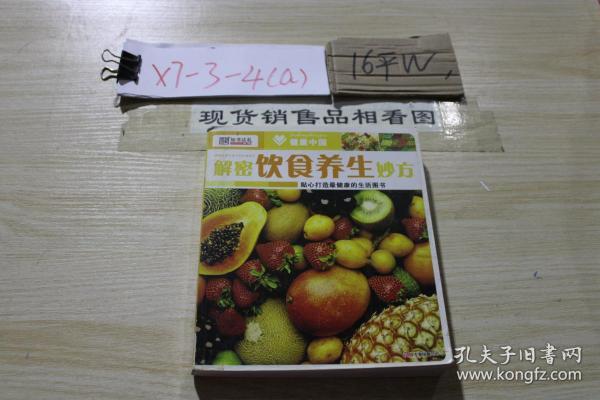 X7-3-4(a)
16平W,
现货销售品相看图
健康中国
解密饮食养生妙方
贴心打造最健康的生活图书
孔夫子旧书网
www.kongfz.com